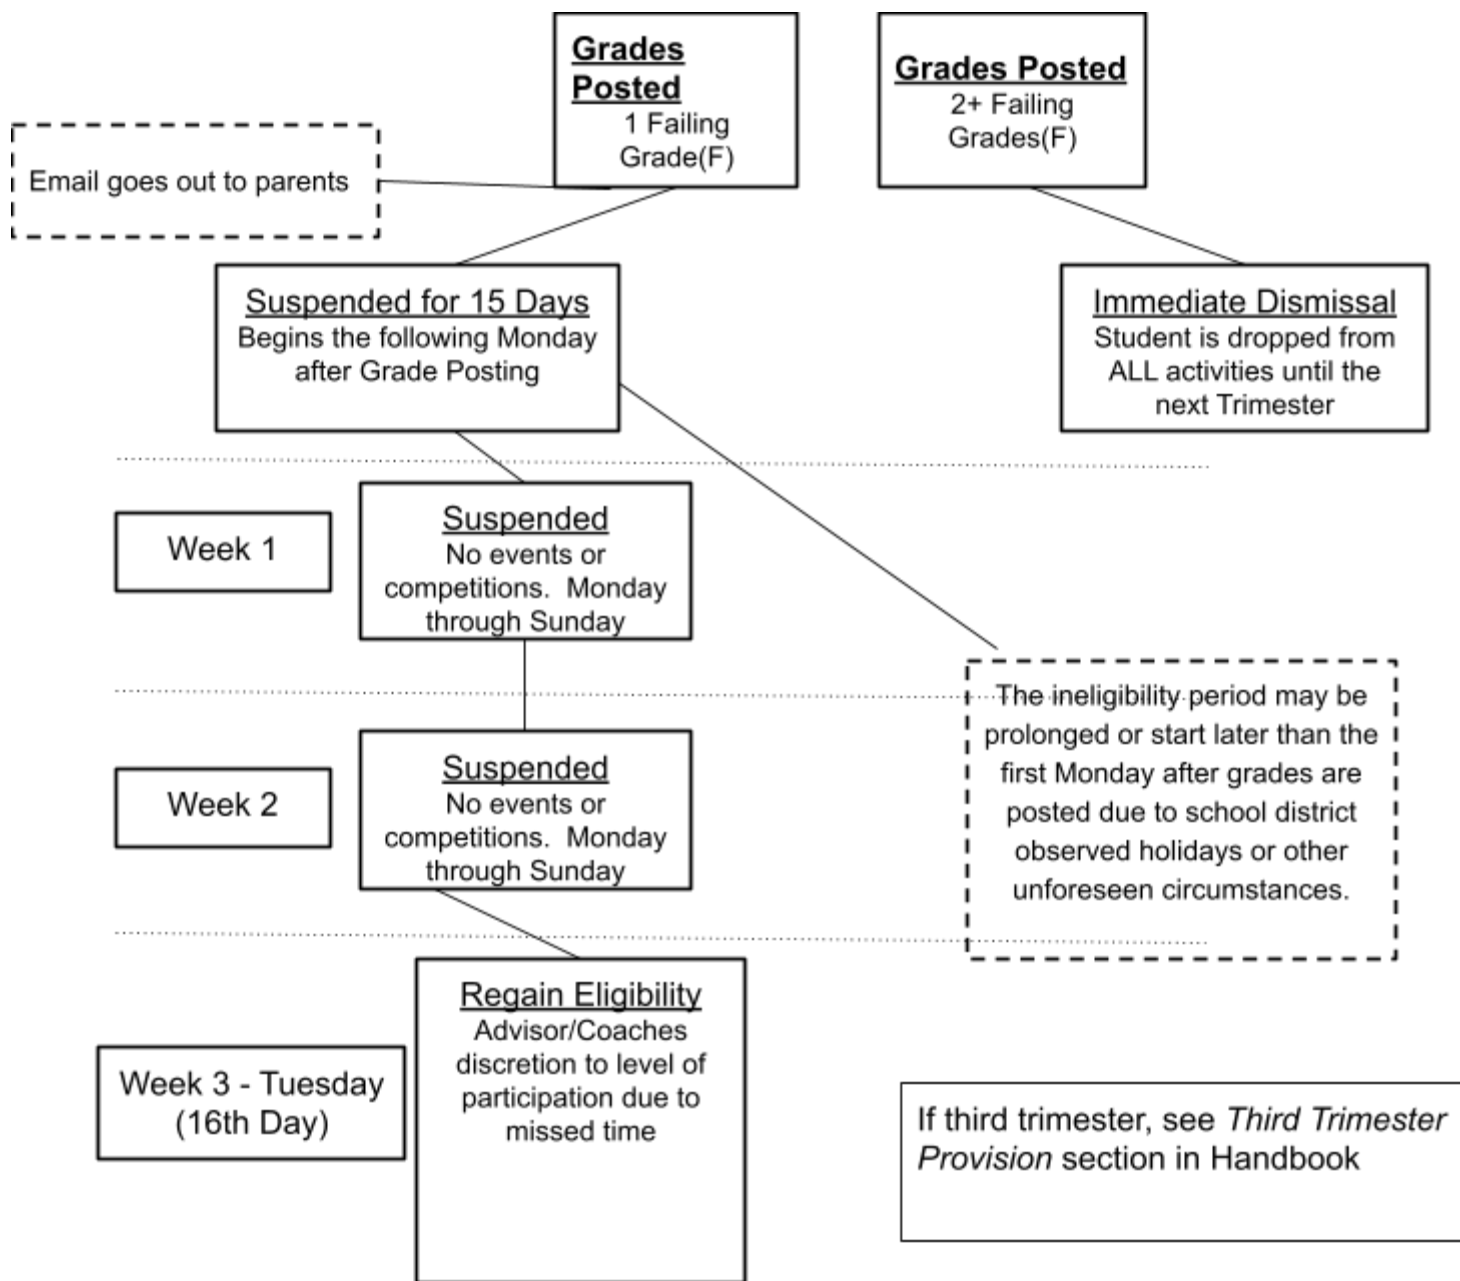 Grades
Posted
1 Failing
Grade(F)
Grades Posted
2+ Failing
Grades(F)
Email goes out to parents
Suspended for 15 Days
Begins the following Monday
after Grade Posting
Immediate Dismissal
Student is dropped from
ALL activities until the
next Trimester
Week 1
Suspended
No events or
competitions.  Monday
through Sunday
The ineligibility period may be
prolonged or start later than the
first Monday after grades are
posted due to school district
observed holidays or other
unforeseen circumstances.
Week 2
Suspended
No events or
competitions.  Monday
through Sunday
Week 3 - Tuesday
(16th Day)
Regain Eligibility
Advisor/Coaches
discretion to level of
participation due to
missed time
If third trimester, see Third Trimester
Provision section in Handbook